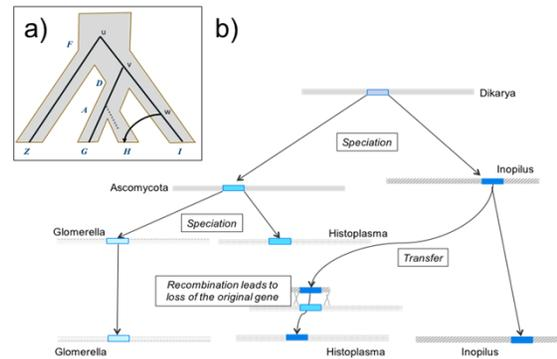 a)
b)
F
u
v
D
A
w
Z
G
H
I
Dikarya
Speciation
Inopilus
Ascomycota
Speciation
Glomerella
Histoplasma
Transfer
Recombination leads to
loss of the original gene
Glomerella
Histoplasma
Inopilus